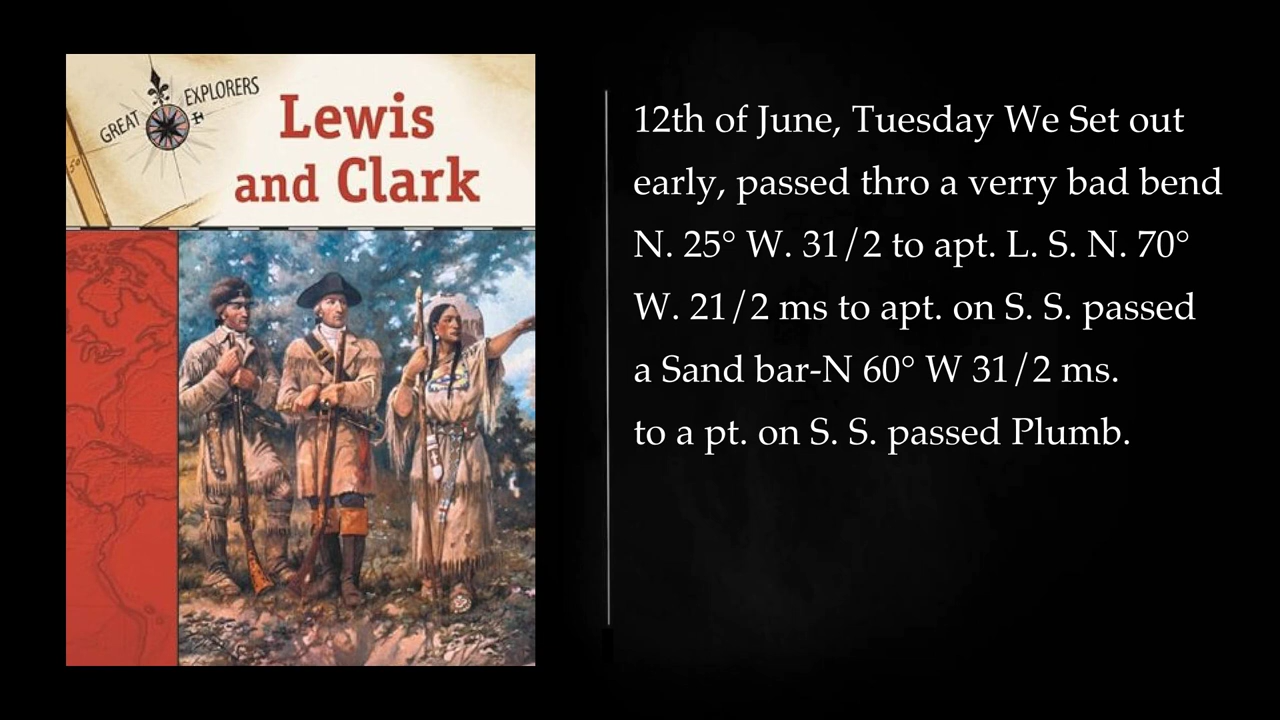 GREAT EXPLORERS
Lewis
and Clark
12th of June, Tuesday We Set out
early, passed thro a verry bad bend
N. 25° W. 31/2 to apt. L. S. N. 70°
W. 21/2 ms to apt. on S. S. passed
a Sand bar-N 60° W 31/2 ms.
to a pt. on S. S. passed Plumb.